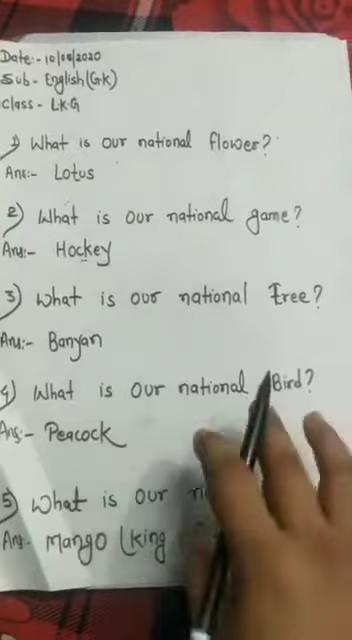 Date:- 10/08/2020
Sub- English(GK)
Class - LKG
1) What is our national flower?
Ans:- Lotus
2) What is our national game?
Ans:- Hockey
3) What is our national Tree?
Ans:- Banyan
4) What is our national Bird?
Ans:- Peacock
5) What is our
Ans- Mango (king